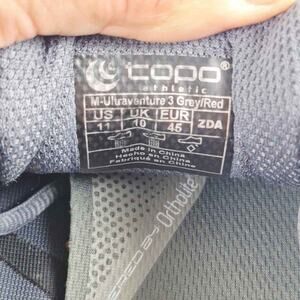 topo®
athletic
M-Ultraventure 3 Grey/Red
US UK EUR ZDA
11 10 45
Made in China
Hecho en China
Fabriqué en Chine
BY Ortholite